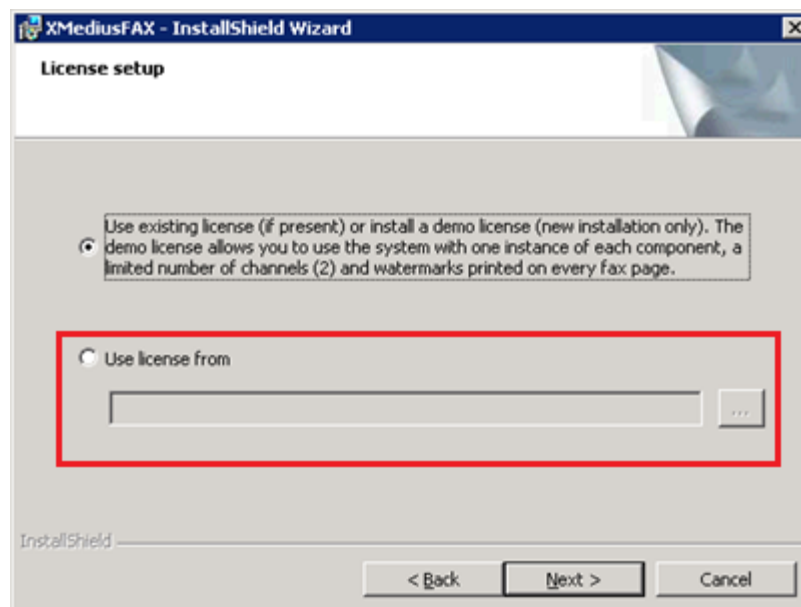 XMediusFAX - InstallShield Wizard
License setup
Use existing license (if present) or install a demo license (new installation only). The
demo license allows you to use the system with one instance of each component, a
limited number of channels (2) and watermarks printed on every fax page.
Use license from
...
InstallShield
< Back
Next >
Cancel